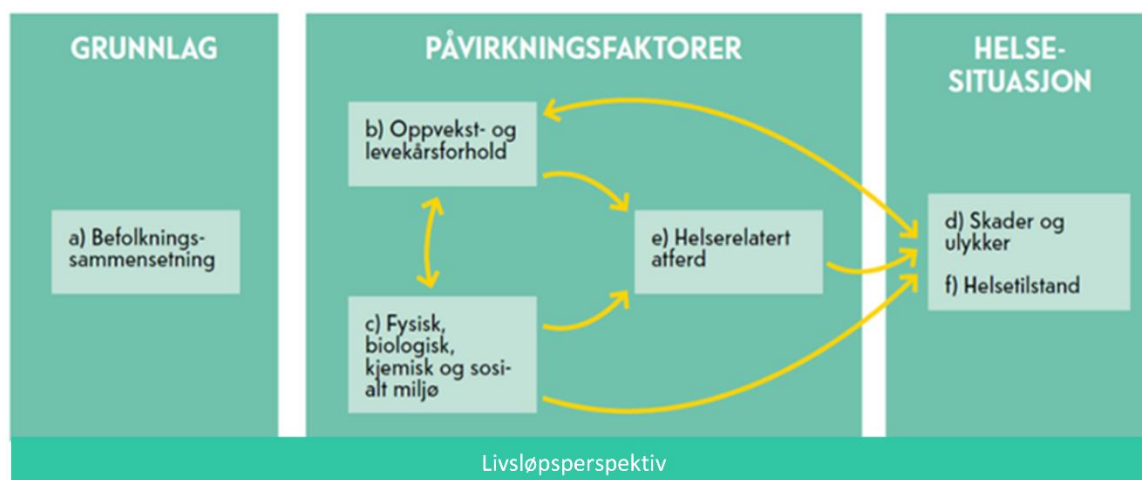 GRUNNLAG
a) Befolknings-
sammensetning
PÅVIRKNINGSFAKTORER
b) Oppvekst- og
levekårsforhold
c) Fysisk,
biologisk,
kjemisk og sosi-
alt miljø
e) Helserelatert
atferd
HELSE-
SITUASJON
d) Skader og
ulykker
f) Helsetilstand
Livsløpsperspektiv